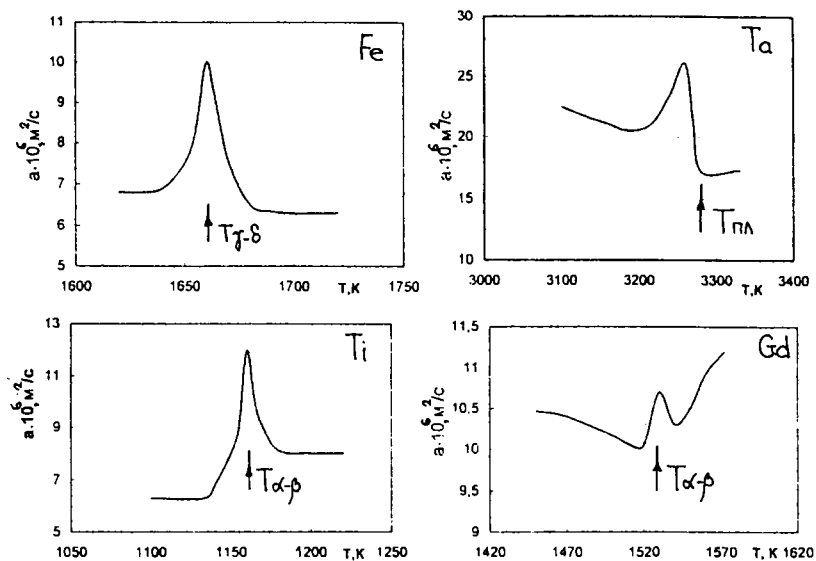 Fe
11
10
9
8
7
6
5
a·10⁶, м²/с
Tγ-δ
1600
1650
1700
1750
T,K
Ta
30
25
20
15
10
a·10⁶, м²/с
Tпл
3000
3100
3200
3300
3400
T,K
Ti
13
11
9
7
5
a·10⁶, м²/с
Tα-β
1050
1100
1150
1200
1250
T,K
Gd
11,5
11
10,5
10
9,5
9
a·10⁶, м²/с
Tα-β
1420
1470
1520
1570
T, K
1620